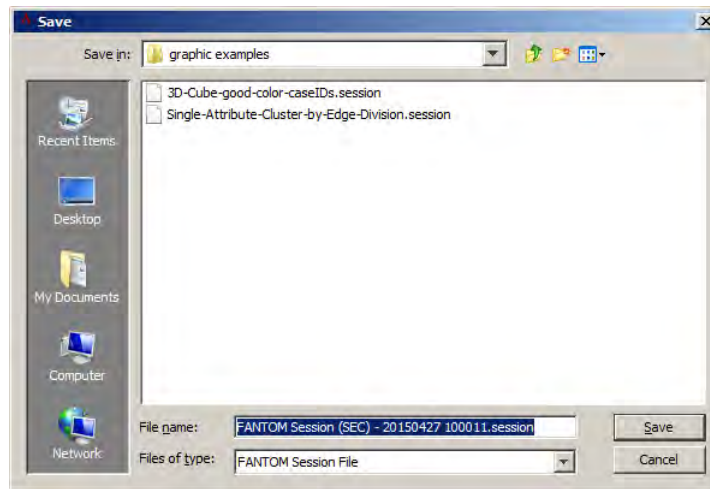 Save
Save in: graphic examples
3D-Cube-good-color-caseIDs.session
Single-Attribute-Cluster-by-Edge-Division.session
Recent Items
Desktop
My Documents
Computer
Network
File name: FANTOM Session (SEC) - 20150427 100011.session Save
Files of type: FANTOM Session File Cancel